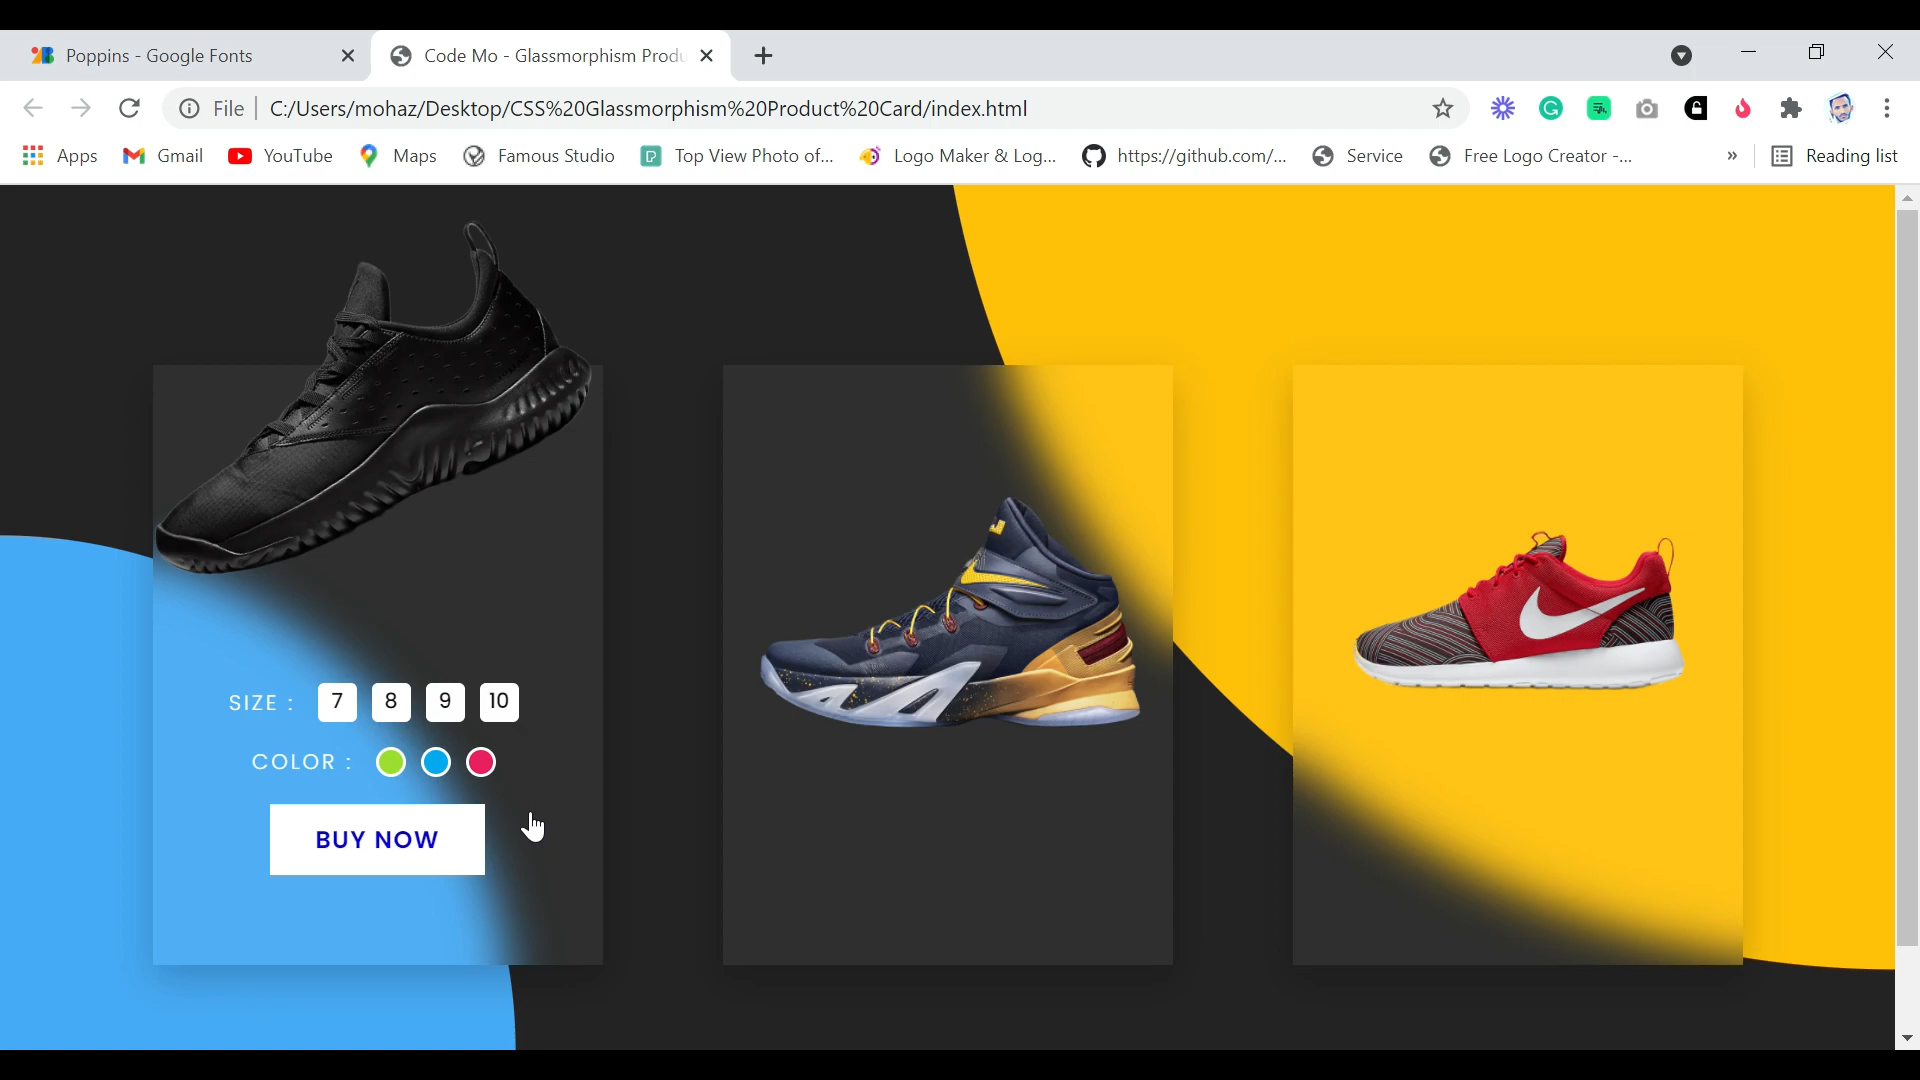 Poppins - Google Fonts
Code Mo - Glassmorphism Produ
File
C:/Users/mohaz/Desktop/CSS%20Glassmorphism%20Product%20Card/index.html
Apps
Gmail
YouTube
Maps
Famous Studio
Top View Photo of...
Logo Maker & Log...
https://github.com/...
Service
Free Logo Creator -...
»
Reading list
SIZE : 7 8 9 10
COLOR :
BUY NOW